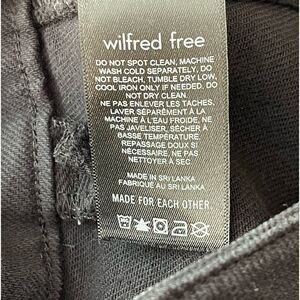 wilfred free
DO NOT SPOT CLEAN, MACHINE
WASH COLD SEPARATELY, DO
NOT BLEACH, TUMBLE DRY LOW,
COOL IRON ONLY IF NEEDED, DO
NOT DRY CLEAN.
NE PAS ENLEVER LES TACHES,
LAVER SÉPARÉMENT À LA
MACHINE À L'EAU FROIDE, NE
PAS JAVELISER, SÉCHER À
BASSE TEMPÉRATURE,
REPASSAGE DOUX SI
NÉCESSAIRE, NE PAS
NETTOYER À SEC
MADE IN SRI LANKA
FABRIQUÉ AU SRI LANKA
MADE FOR EACH OTHER.